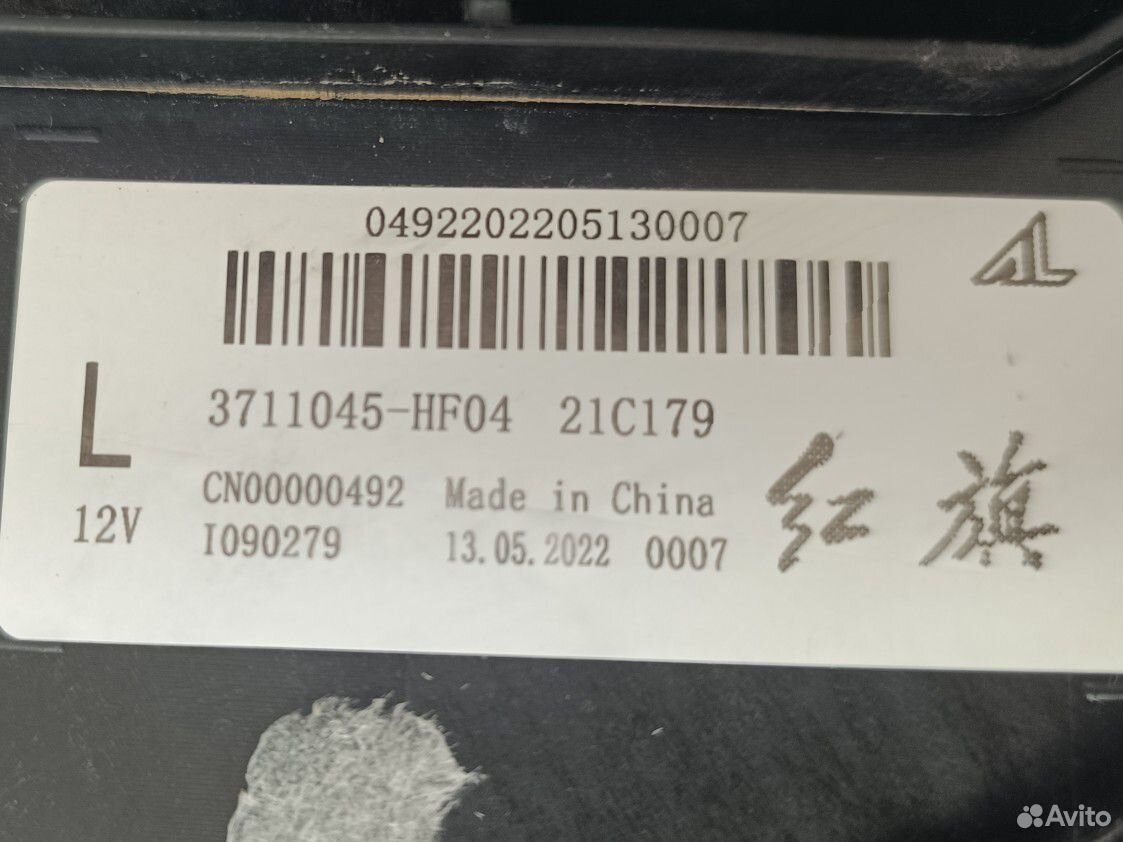 0492202205130007
L
3711045-HF04 21C179
CN00000492 Made in China
12V
I090279 13.05.2022 0007
红旗
Avito